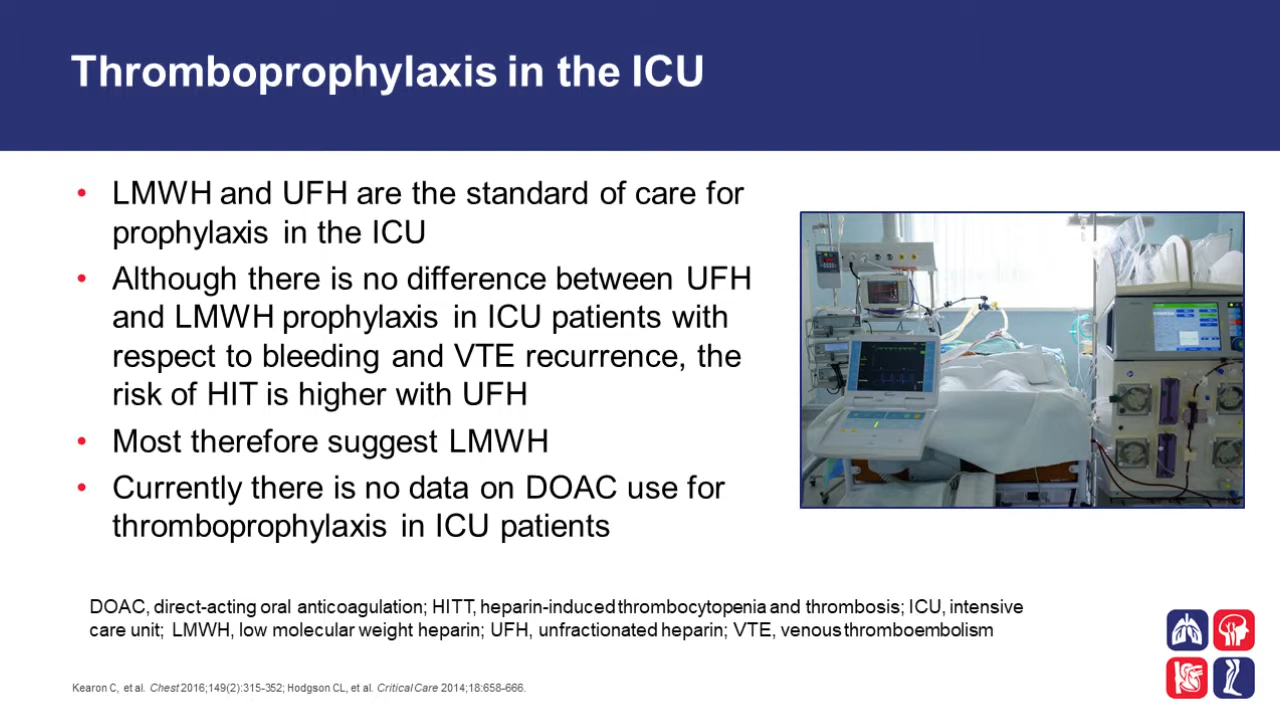 Thromboprophylaxis in the ICU
• LMWH and UFH are the standard of care for
prophylaxis in the ICU
• Although there is no difference between UFH
and LMWH prophylaxis in ICU patients with
respect to bleeding and VTE recurrence, the
risk of HIT is higher with UFH
• Most therefore suggest LMWH
• Currently there is no data on DOAC use for
thromboprophylaxis in ICU patients
DOAC, direct-acting oral anticoagulation; HITT, heparin-induced thrombocytopenia and thrombosis; ICU, intensive
care unit; LMWH, low molecular weight heparin; UFH, unfractionated heparin; VTE, venous thromboembolism
Kearon C, et al. Chest 2016;149(2):315-352; Hodgson CL, et al. Critical Care 2014;18:658-666.